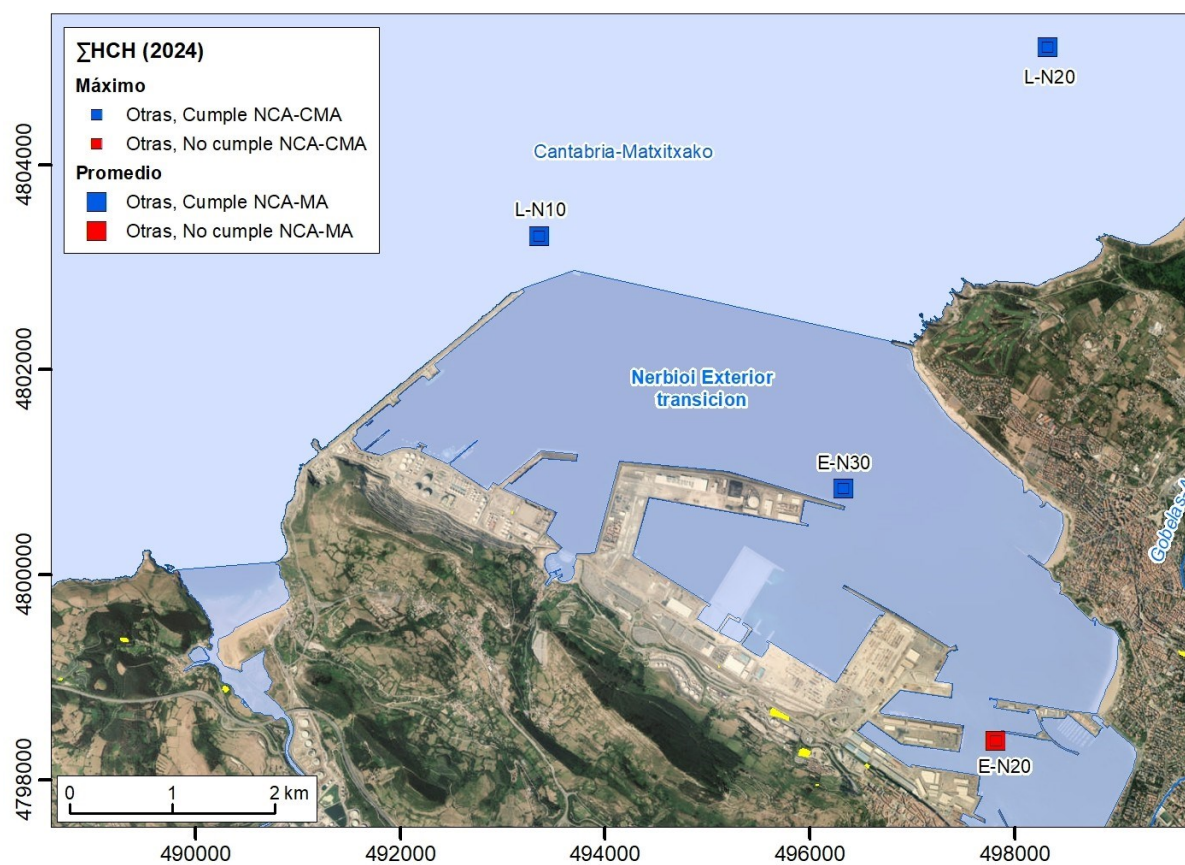 ∑HCH (2024)
Máximo
Otras, Cumple NCA-CMA
Otras, No cumple NCA-CMA
Promedio
Otras, Cumple NCA-MA
Otras, No cumple NCA-MA
L-N20
Cantabria-Matxitxako
L-N10
Nerbioi Exterior
transicion
E-N30
Gobelas-A
E-N20
0 1 2 km
4804000
4802000
4800000
4798000
490000 492000 494000 496000 498000